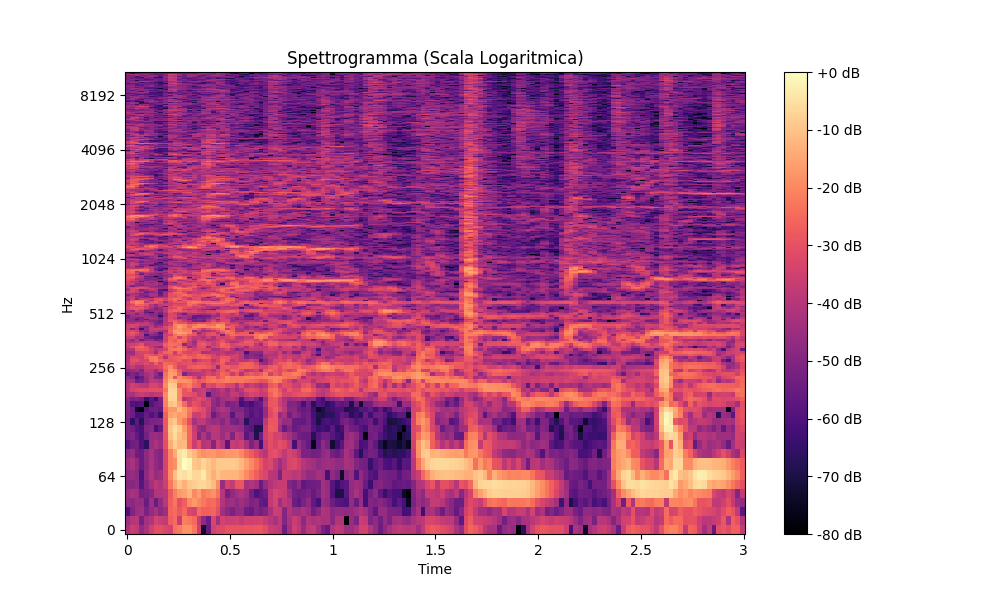 Spettrogramma (Scala Logaritmica)
Hz
8192
4096
2048
1024
512
256
128
64
0
0
0.5
1
1.5
2
2.5
3
Time
+0 dB
-10 dB
-20 dB
-30 dB
-40 dB
-50 dB
-60 dB
-70 dB
-80 dB